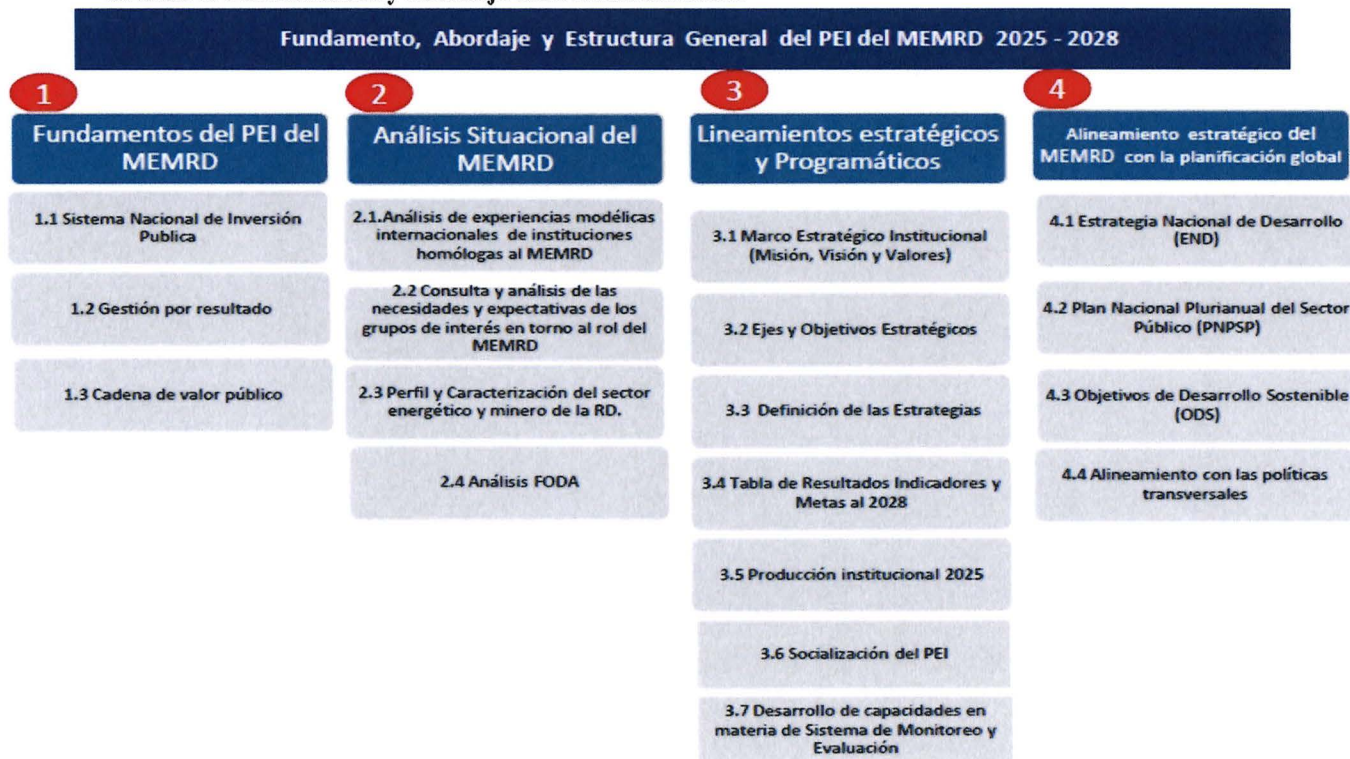 Fundamento, Abordaje y Estructura General del PEI del MEMRD 2025 - 2028
1
Fundamentos del PEI del
MEMRD
1.1 Sistema Nacional de Inversión
Publica
1.2 Gestión por resultado
1.3 Cadena de valor público
2
Análisis Situacional del
MEMRD
2.1.Análisis de experiencias modélicas
internacionales de instituciones
homólogas al MEMRD
2.2 Consulta y análisis de las
necesidades y expectativas de los
grupos de interés en torno al rol del
MEMRD
2.3 Perfil y Caracterización del sector
energético y minero de la RD.
2.4 Análisis FODA
3
Lineamientos estratégicos
y Programáticos
3.1 Marco Estratégico Institucional
(Misión, Visión y Valores)
3.2 Ejes y Objetivos Estratégicos
3.3 Definición de las Estrategias
3.4 Tabla de Resultados Indicadores y
Metas al 2028
3.5 Producción institucional 2025
3.6 Socialización del PEI
3.7 Desarrollo de capacidades en
materia de Sistema de Monitoreo y
Evaluación
4
Alineamiento estratégico del
MEMRD con la planificación global
4.1 Estrategia Nacional de Desarrollo
(END)
4.2 Plan Nacional Plurianual del Sector
Público (PNPSP)
4.3 Objetivos de Desarrollo Sostenible
(ODS)
4.4 Alineamiento con las políticas
transversales